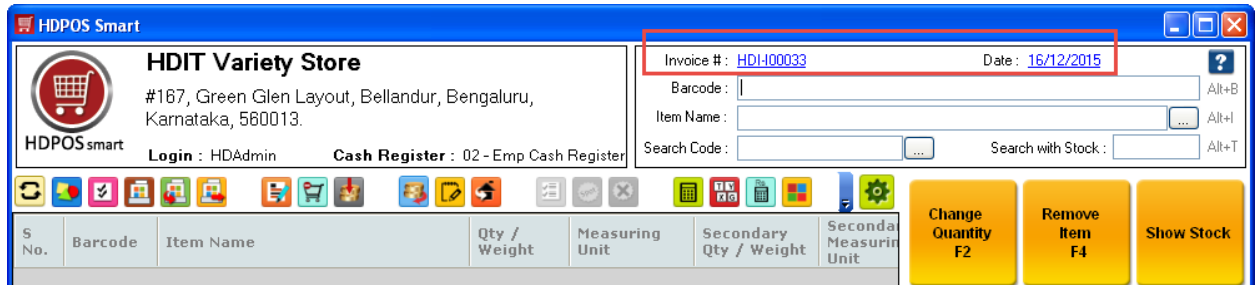 HDPOS Smart
HDIT Variety Store
#167, Green Glen Layout, Bellandur, Bengaluru,
Karnataka, 560013.
HDPOS smart
Login : HDAdmin Cash Register : 02 - Emp Cash Register
Invoice # : HDI-I00033 Date : 16/12/2015 ?
Barcode : Alt+B
Item Name : ... Alt+I
Search Code : ... Search with Stock : Alt+T
Change
Quantity
F2
Remove
Item
F4
Show Stock
S
No.
Barcode
Item Name
Qty /
Weight
Measuring
Unit
Secondary
Qty / Weight
Seconda
Measurin
Unit